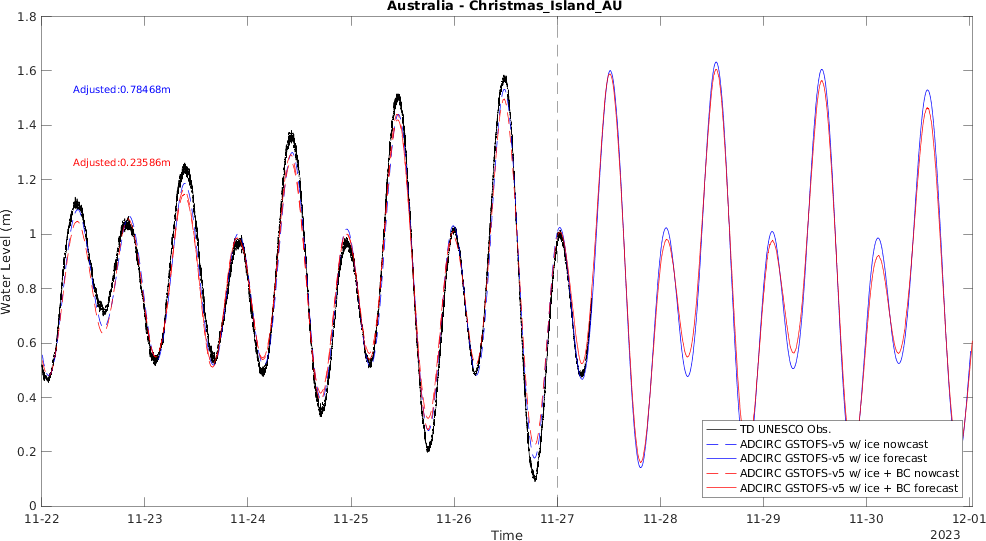 Australia - Christmas_Island_AU
1.8
1.6
1.4
1.2
1
0.8
0.6
0.4
0.2
0
Water Level (m)
Adjusted:0.78468m
Adjusted:0.23586m
TD UNESCO Obs.
ADCIRC GSTOFS-v5 w/ ice nowcast
ADCIRC GSTOFS-v5 w/ ice forecast
ADCIRC GSTOFS-v5 w/ ice + BC nowcast
ADCIRC GSTOFS-v5 w/ ice + BC forecast
11-22 11-23 11-24 11-25 11-26 11-27 11-28 11-29 11-30 12-01
Time
2023